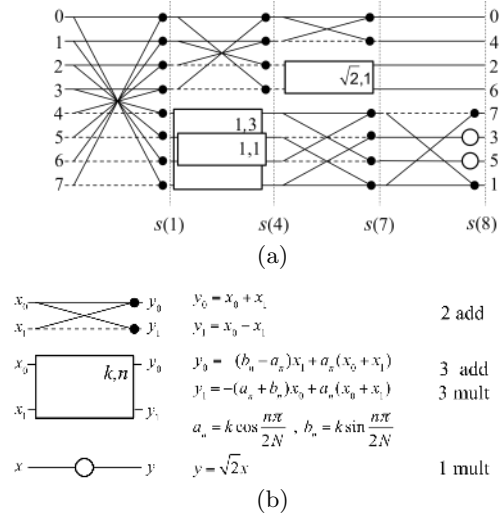 0 0
1 4
2 √2,1 2
3 6
4 1,3 7
5 1,1 3
6 5
7 1
s(1) s(4) s(7) s(8)
(a)
x₀ y₀ y₀ = x₀ + x₁ 2 add
x₁ y₁ y₁ = x₀ − x₁
x₀ k,n y₀ y₀ = (bₙ − aₙ)x₁ + aₙ(x₀ + x₁) 3 add
x₁ y₁ y₁ = −(aₙ + bₙ)x₀ + aₙ(x₀ + x₁) 3 mult
aₙ = k cos nπ/2N , bₙ = k sin nπ/2N
x y y = √2x 1 mult
(b)